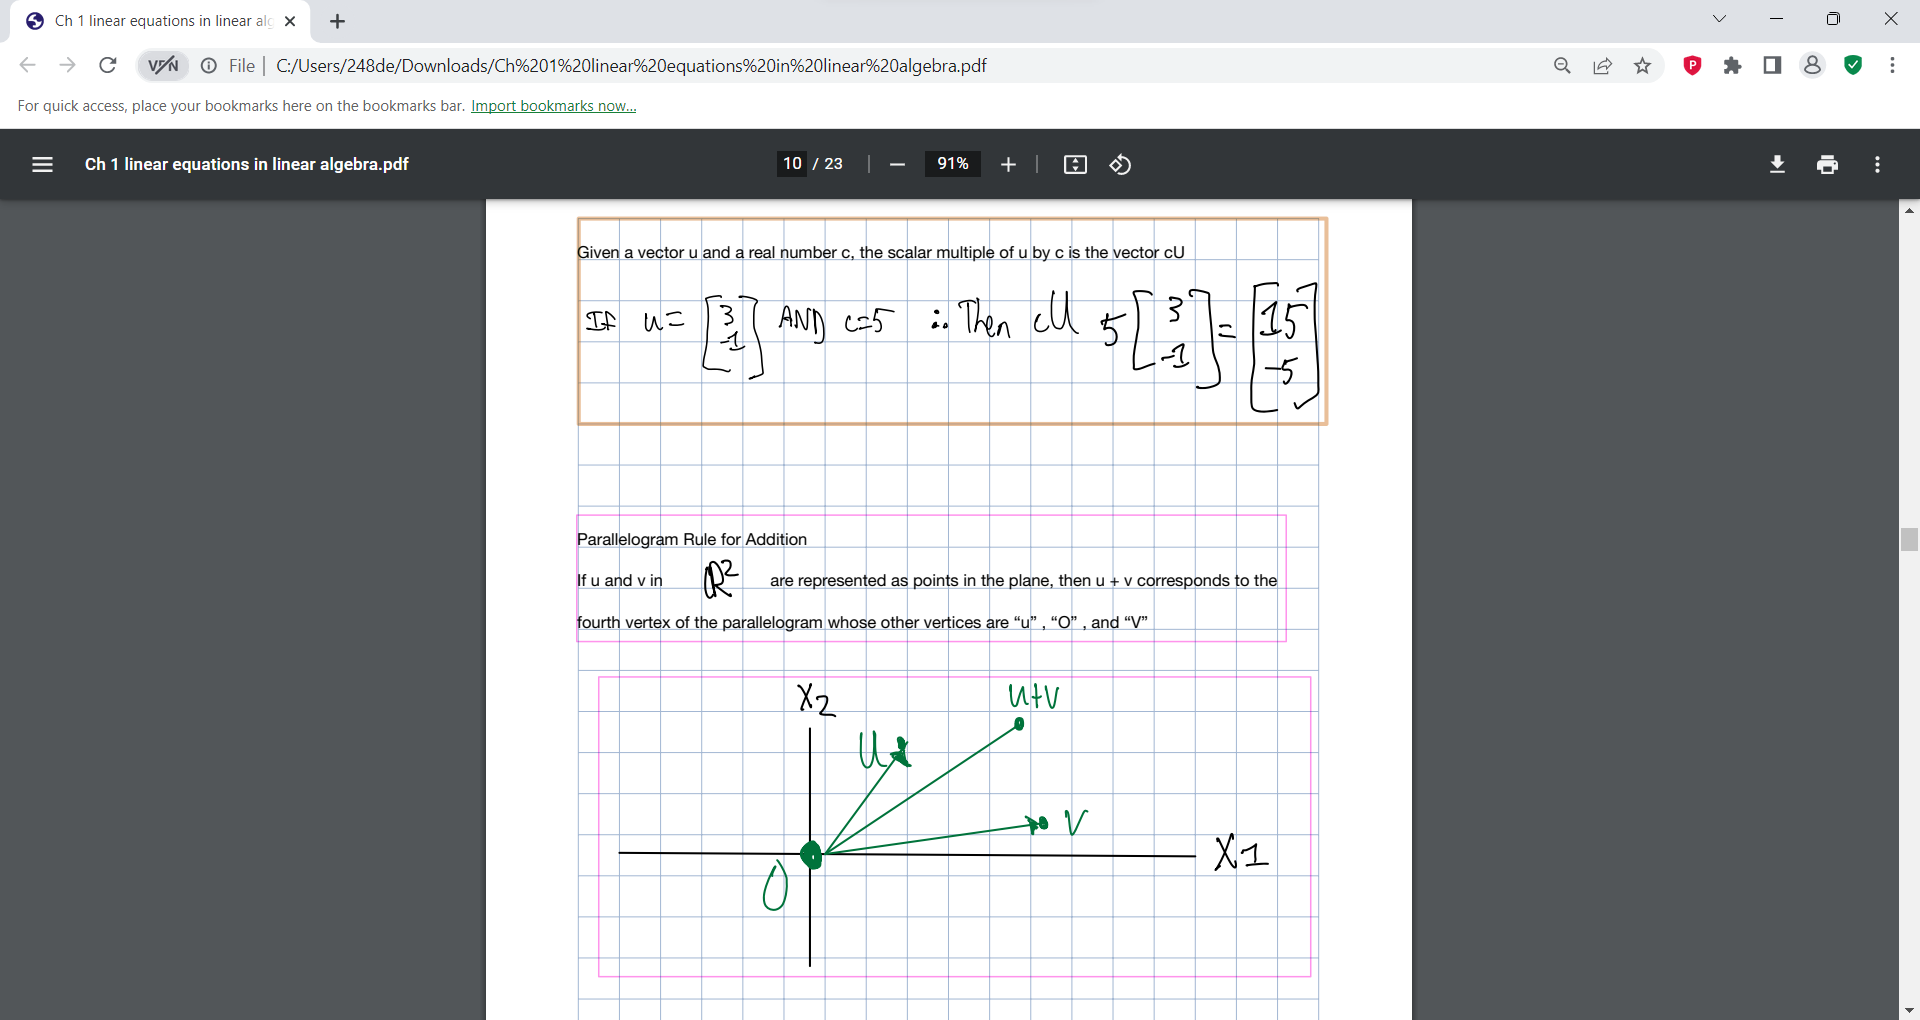 Ch 1 linear equations in linear alg
VPN File C:/Users/248de/Downloads/Ch%201%20linear%20equations%20in%20linear%20algebra.pdf
For quick access, place your bookmarks here on the bookmarks bar. Import bookmarks now...
Ch 1 linear equations in linear algebra.pdf 10 / 23 91%
Given a vector u and a real number c, the scalar multiple of u by c is the vector cU
If u = [3 -1] AND c=5 ∴ Then cU 5 [3 -1] = [15 -5]
Parallelogram Rule for Addition
If u and v in ℝ² are represented as points in the plane, then u + v corresponds to the
fourth vertex of the parallelogram whose other vertices are “u” , “O” , and “V”
X2
u+v
U
V
X1
O